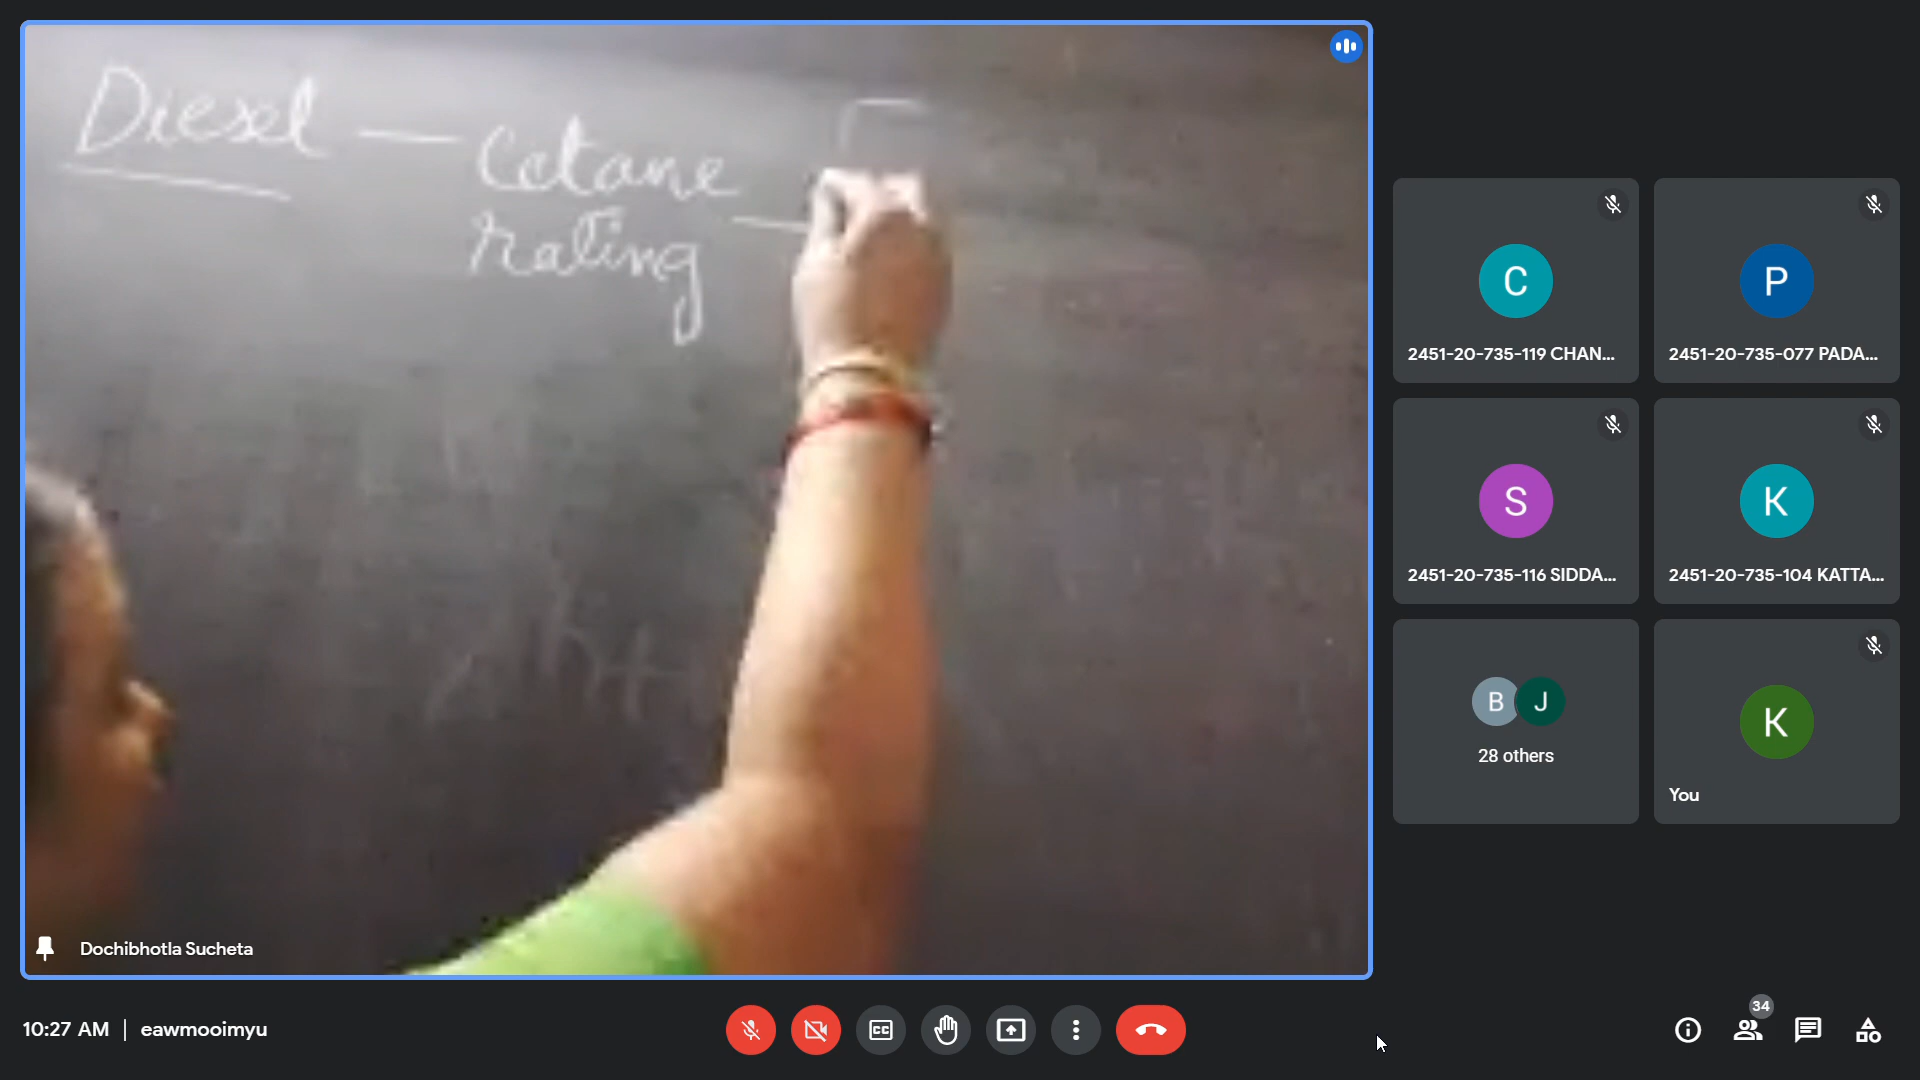 Diesel — Cetane
rating —
C
2451-20-735-119 CHAN...
P
2451-20-735-077 PADA...
S
2451-20-735-116 SIDDA...
K
2451-20-735-104 KATTA...
B J
28 others
K
You
Dochibhotla Sucheta
10:27 AM | eawmooimyu
CC
34